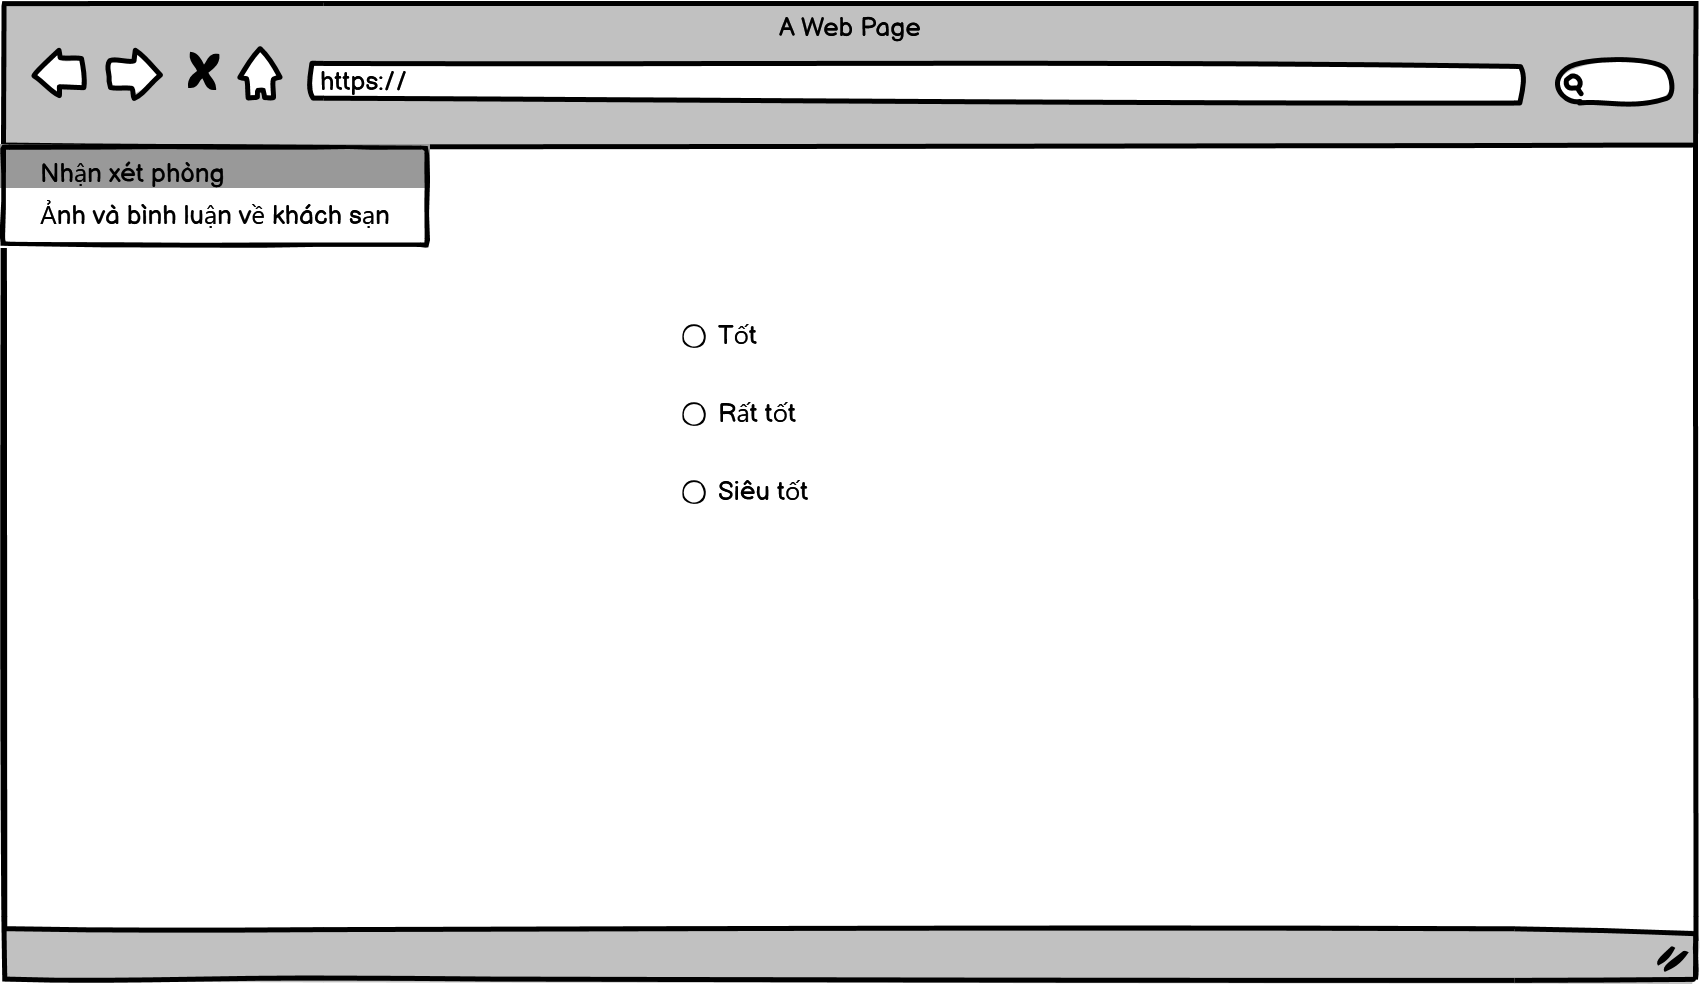 A Web Page
https://
Nhận xét phòng
Ảnh và bình luận về khách sạn
Tốt
Rất tốt
Siêu tốt